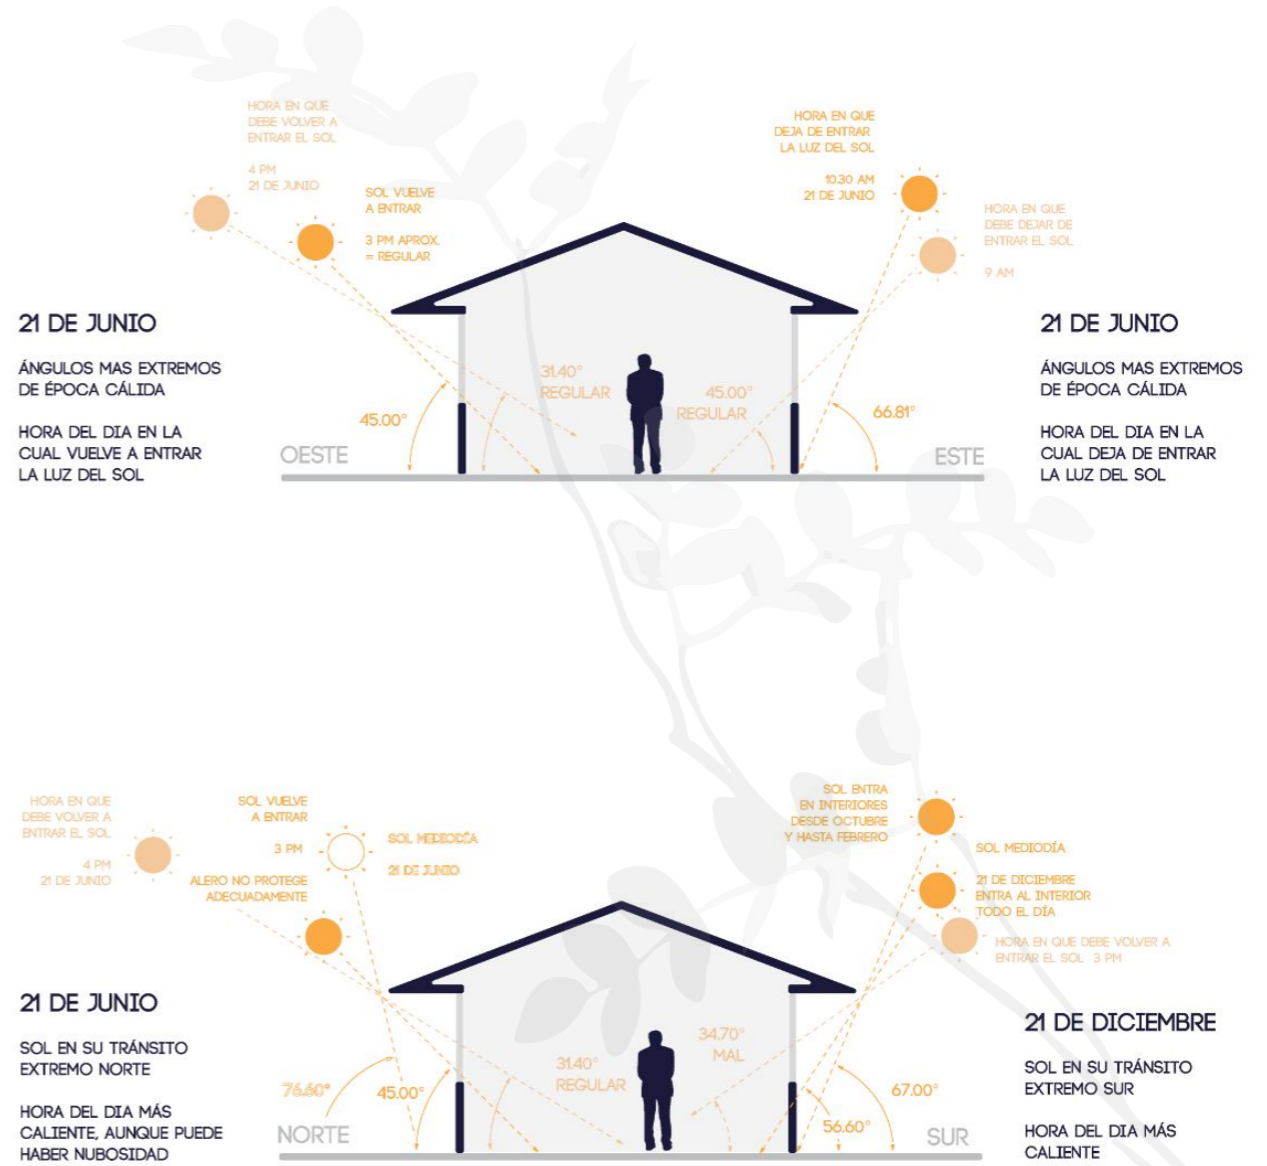 HORA EN QUE
DEBE VOLVER A
ENTRAR EL SOL
4 PM
21 DE JUNIO
SOL VUELVE
A ENTRAR
3 PM APROX.
= REGULAR
HORA EN QUE
DEJA DE ENTRAR
LA LUZ DEL SOL
10.30 AM
21 DE JUNIO
HORA EN QUE
DEBE DEJAR DE
ENTRAR EL SOL
9 AM
21 DE JUNIO
ÁNGULOS MAS EXTREMOS
DE ÉPOCA CÁLIDA
HORA DEL DIA EN LA
CUAL VUELVE A ENTRAR
LA LUZ DEL SOL
45.00°
OESTE
31.40°
REGULAR
45.00°
REGULAR
66.81°
ESTE
21 DE JUNIO
ÁNGULOS MAS EXTREMOS
DE ÉPOCA CÁLIDA
HORA DEL DIA EN LA
CUAL DEJA DE ENTRAR
LA LUZ DEL SOL
HORA EN QUE
DEBE VOLVER A
ENTRAR EL SOL
4 PM
21 DE JUNIO
SOL VUELVE
A ENTRAR
3 PM
ALERO NO PROTEGE
ADECUADAMENTE
SOL MEDIODÍA
21 DE JUNIO
SOL ENTRA
EN INTERIORES
DESDE OCTUBRE
Y HASTA FEBRERO
SOL MEDIODÍA
21 DE DICIEMBRE
ENTRA AL INTERIOR
TODO EL DÍA
HORA EN QUE DEBE VOLVER A
ENTRAR EL SOL 3 PM
21 DE JUNIO
SOL EN SU TRÁNSITO
EXTREMO NORTE
HORA DEL DIA MÁS
CALIENTE, AUNQUE PUEDE
HABER NUBOSIDAD
76.60°
45.00°
NORTE
31.40°
REGULAR
34.70°
MAL
67.00°
56.60°
SUR
21 DE DICIEMBRE
SOL EN SU TRÁNSITO
EXTREMO SUR
HORA DEL DIA MÁS
CALIENTE